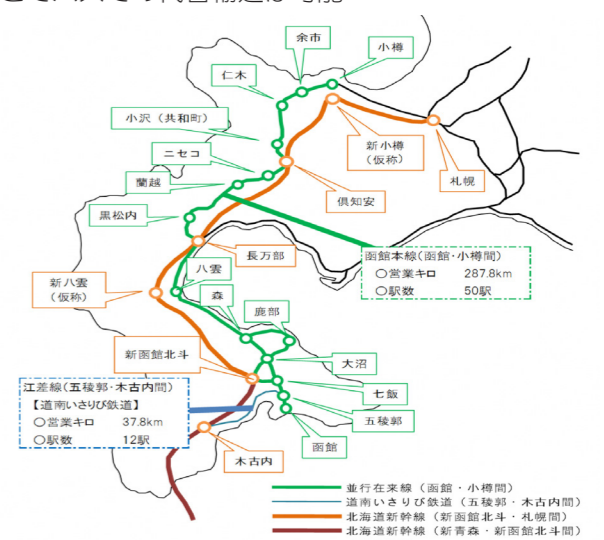 余市
小樽
仁木
小沢（共和町）
新小樽
（仮称）
札幌
ニセコ
倶知安
蘭越
黒松内
函館本線（函館・小樽間）
○営業キロ 287.8km
○駅数 50駅
長万部
八雲
新八雲
（仮称）
森
鹿部
新函館北斗
大沼
江差線（五稜郭・木古内間）
【道南いさりび鉄道】
○営業キロ 37.8km
○駅数 12駅
七飯
五稜郭
函館
木古内
並行在来線（函館・小樽間）
道南いさりび鉄道（五稜郭・木古内間）
北海道新幹線（新函館北斗・札幌間）
北海道新幹線（新青森・新函館北斗間）